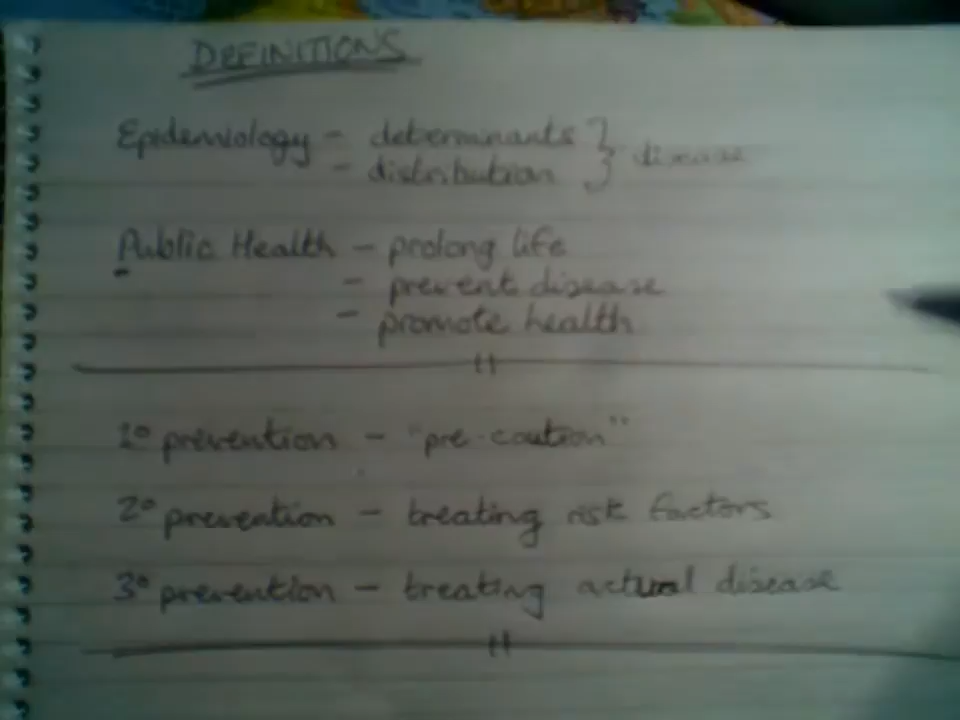 DEFINITIONS
Epidemiology - determinants } disease
- distribution
Public Health - prolong life
- prevent disease
- promote health
1° prevention - "pre-caution"
2° prevention - treating risk factors
3° prevention - treating actual disease